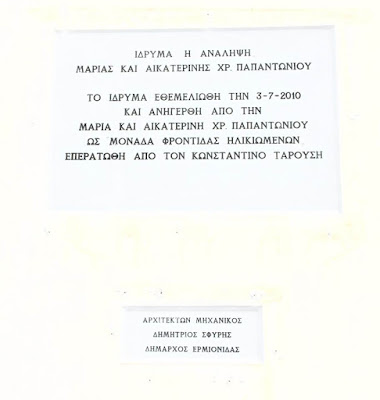 ΙΔΡΥΜΑ Η ΑΝΑΛΗΨΗ
ΜΑΡΙΑΣ ΚΑΙ ΑΙΚΑΤΕΡΙΝΗΣ ΧΡ. ΠΑΠΑΝΤΩΝΙΟΥ
ΤΟ ΙΔΡΥΜΑ ΕΘΕΜΕΛΙΩΘΗ ΤΗΝ 3-7-2010
ΚΑΙ ΑΝΗΓΕΡΘΗ ΑΠΟ ΤΗΝ
ΜΑΡΙΑ ΚΑΙ ΑΙΚΑΤΕΡΙΝΗ ΧΡ. ΠΑΠΑΝΤΩΝΙΟΥ
ΩΣ ΜΟΝΑΔΑ ΦΡΟΝΤΙΔΑΣ ΗΛΙΚΙΩΜΕΝΩΝ
ΕΠΕΡΑΤΩΘΗ ΑΠΟ ΤΟΝ ΚΩΝΣΤΑΝΤΙΝΟ ΤΑΡΟΥΣΗ
ΑΡΧΙΤΕΚΤΩΝ ΜΗΧΑΝΙΚΟΣ
ΔΗΜΗΤΡΙΟΣ ΣΦΥΡΗΣ
ΔΗΜΑΡΧΟΣ ΕΡΜΙΟΝΙΔΑΣ